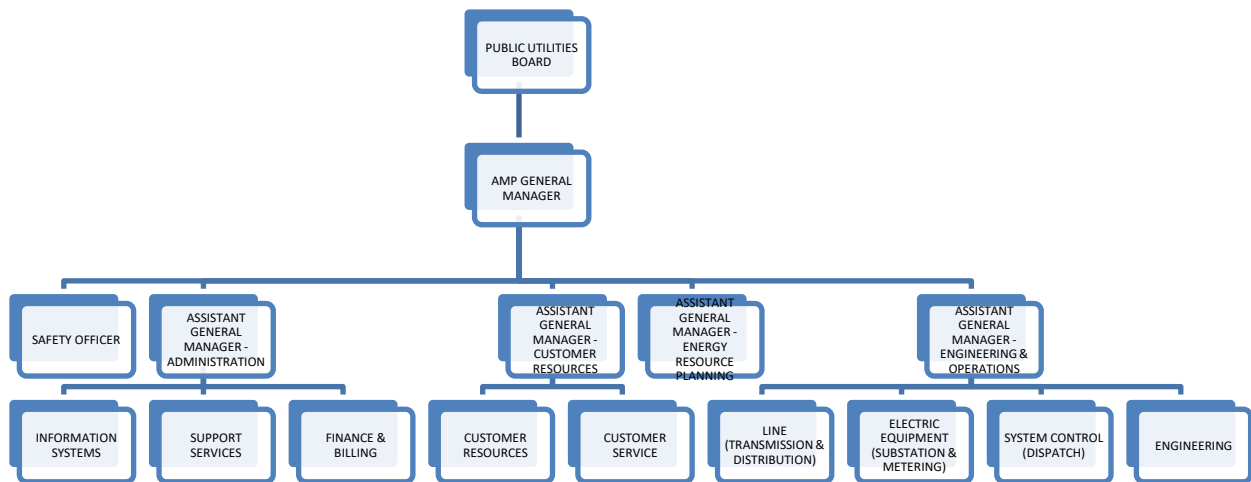 PUBLIC UTILITIES
BOARD
AMP GENERAL
MANAGER
SAFETY OFFICER
ASSISTANT
GENERAL
MANAGER -
ADMINISTRATION
ASSISTANT
GENERAL
MANAGER -
CUSTOMER
RESOURCES
ASSISTANT
GENERAL
MANAGER -
ENERGY
RESOURCE
PLANNING
ASSISTANT
GENERAL
MANAGER -
ENGINEERING &
OPERATIONS
INFORMATION
SYSTEMS
SUPPORT
SERVICES
FINANCE &
BILLING
CUSTOMER
RESOURCES
CUSTOMER
SERVICE
LINE
(TRANSMISSION &
DISTRIBUTION)
ELECTRIC
EQUIPMENT
(SUBSTATION &
METERING)
SYSTEM CONTROL
(DISPATCH)
ENGINEERING